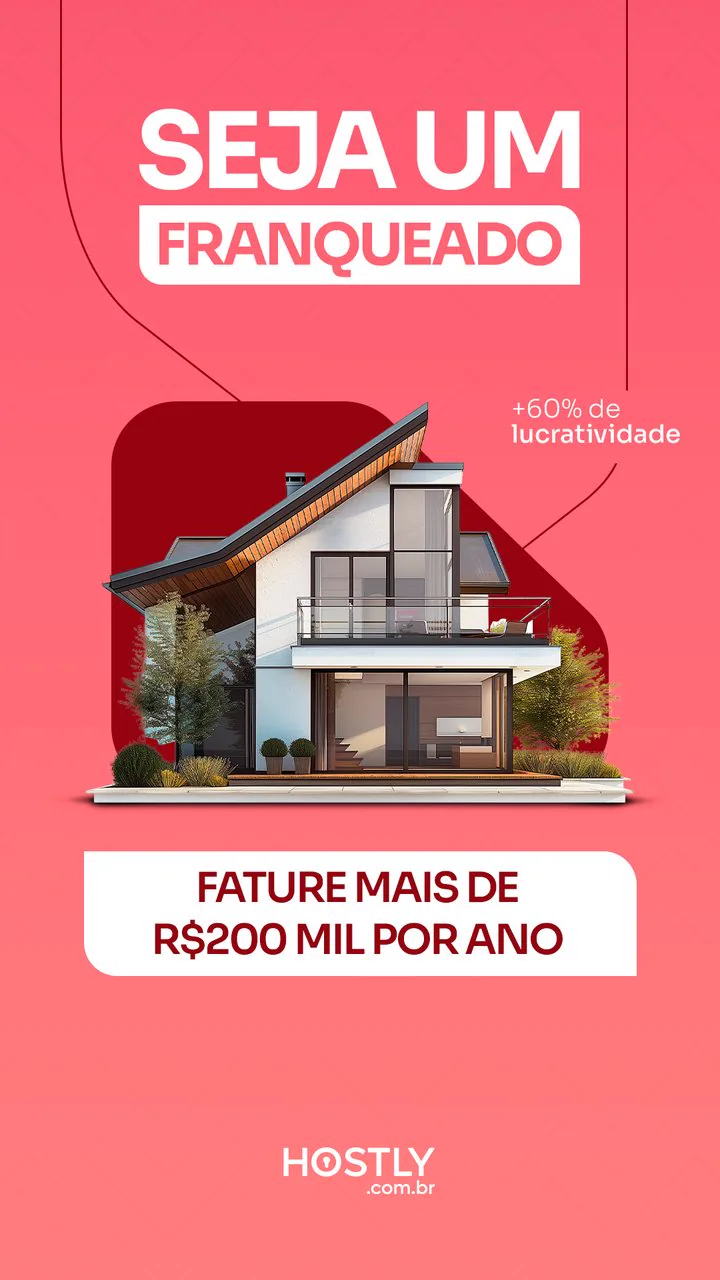 SEJA UM
FRANQUEADO
+60% de
lucratividade
FATURE MAIS DE
R$200 MIL POR ANO
HOSTLY
.com.br